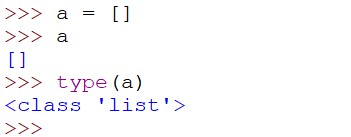 >>> a = []
>>> a
[]
>>> type(a)
<class 'list'>
>>>